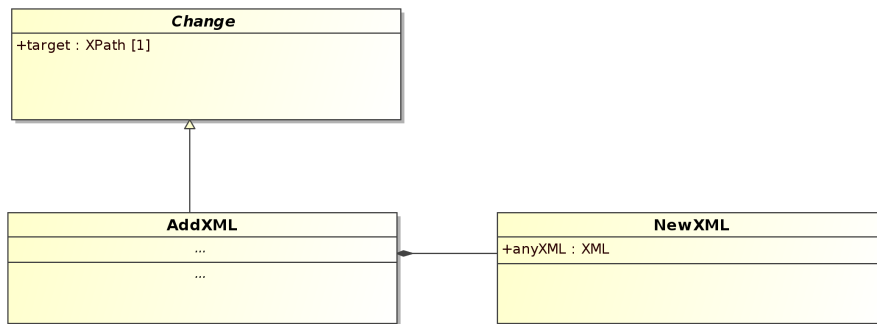 Change
+target : XPath [1]
AddXML
...
...
NewXML
+anyXML : XML